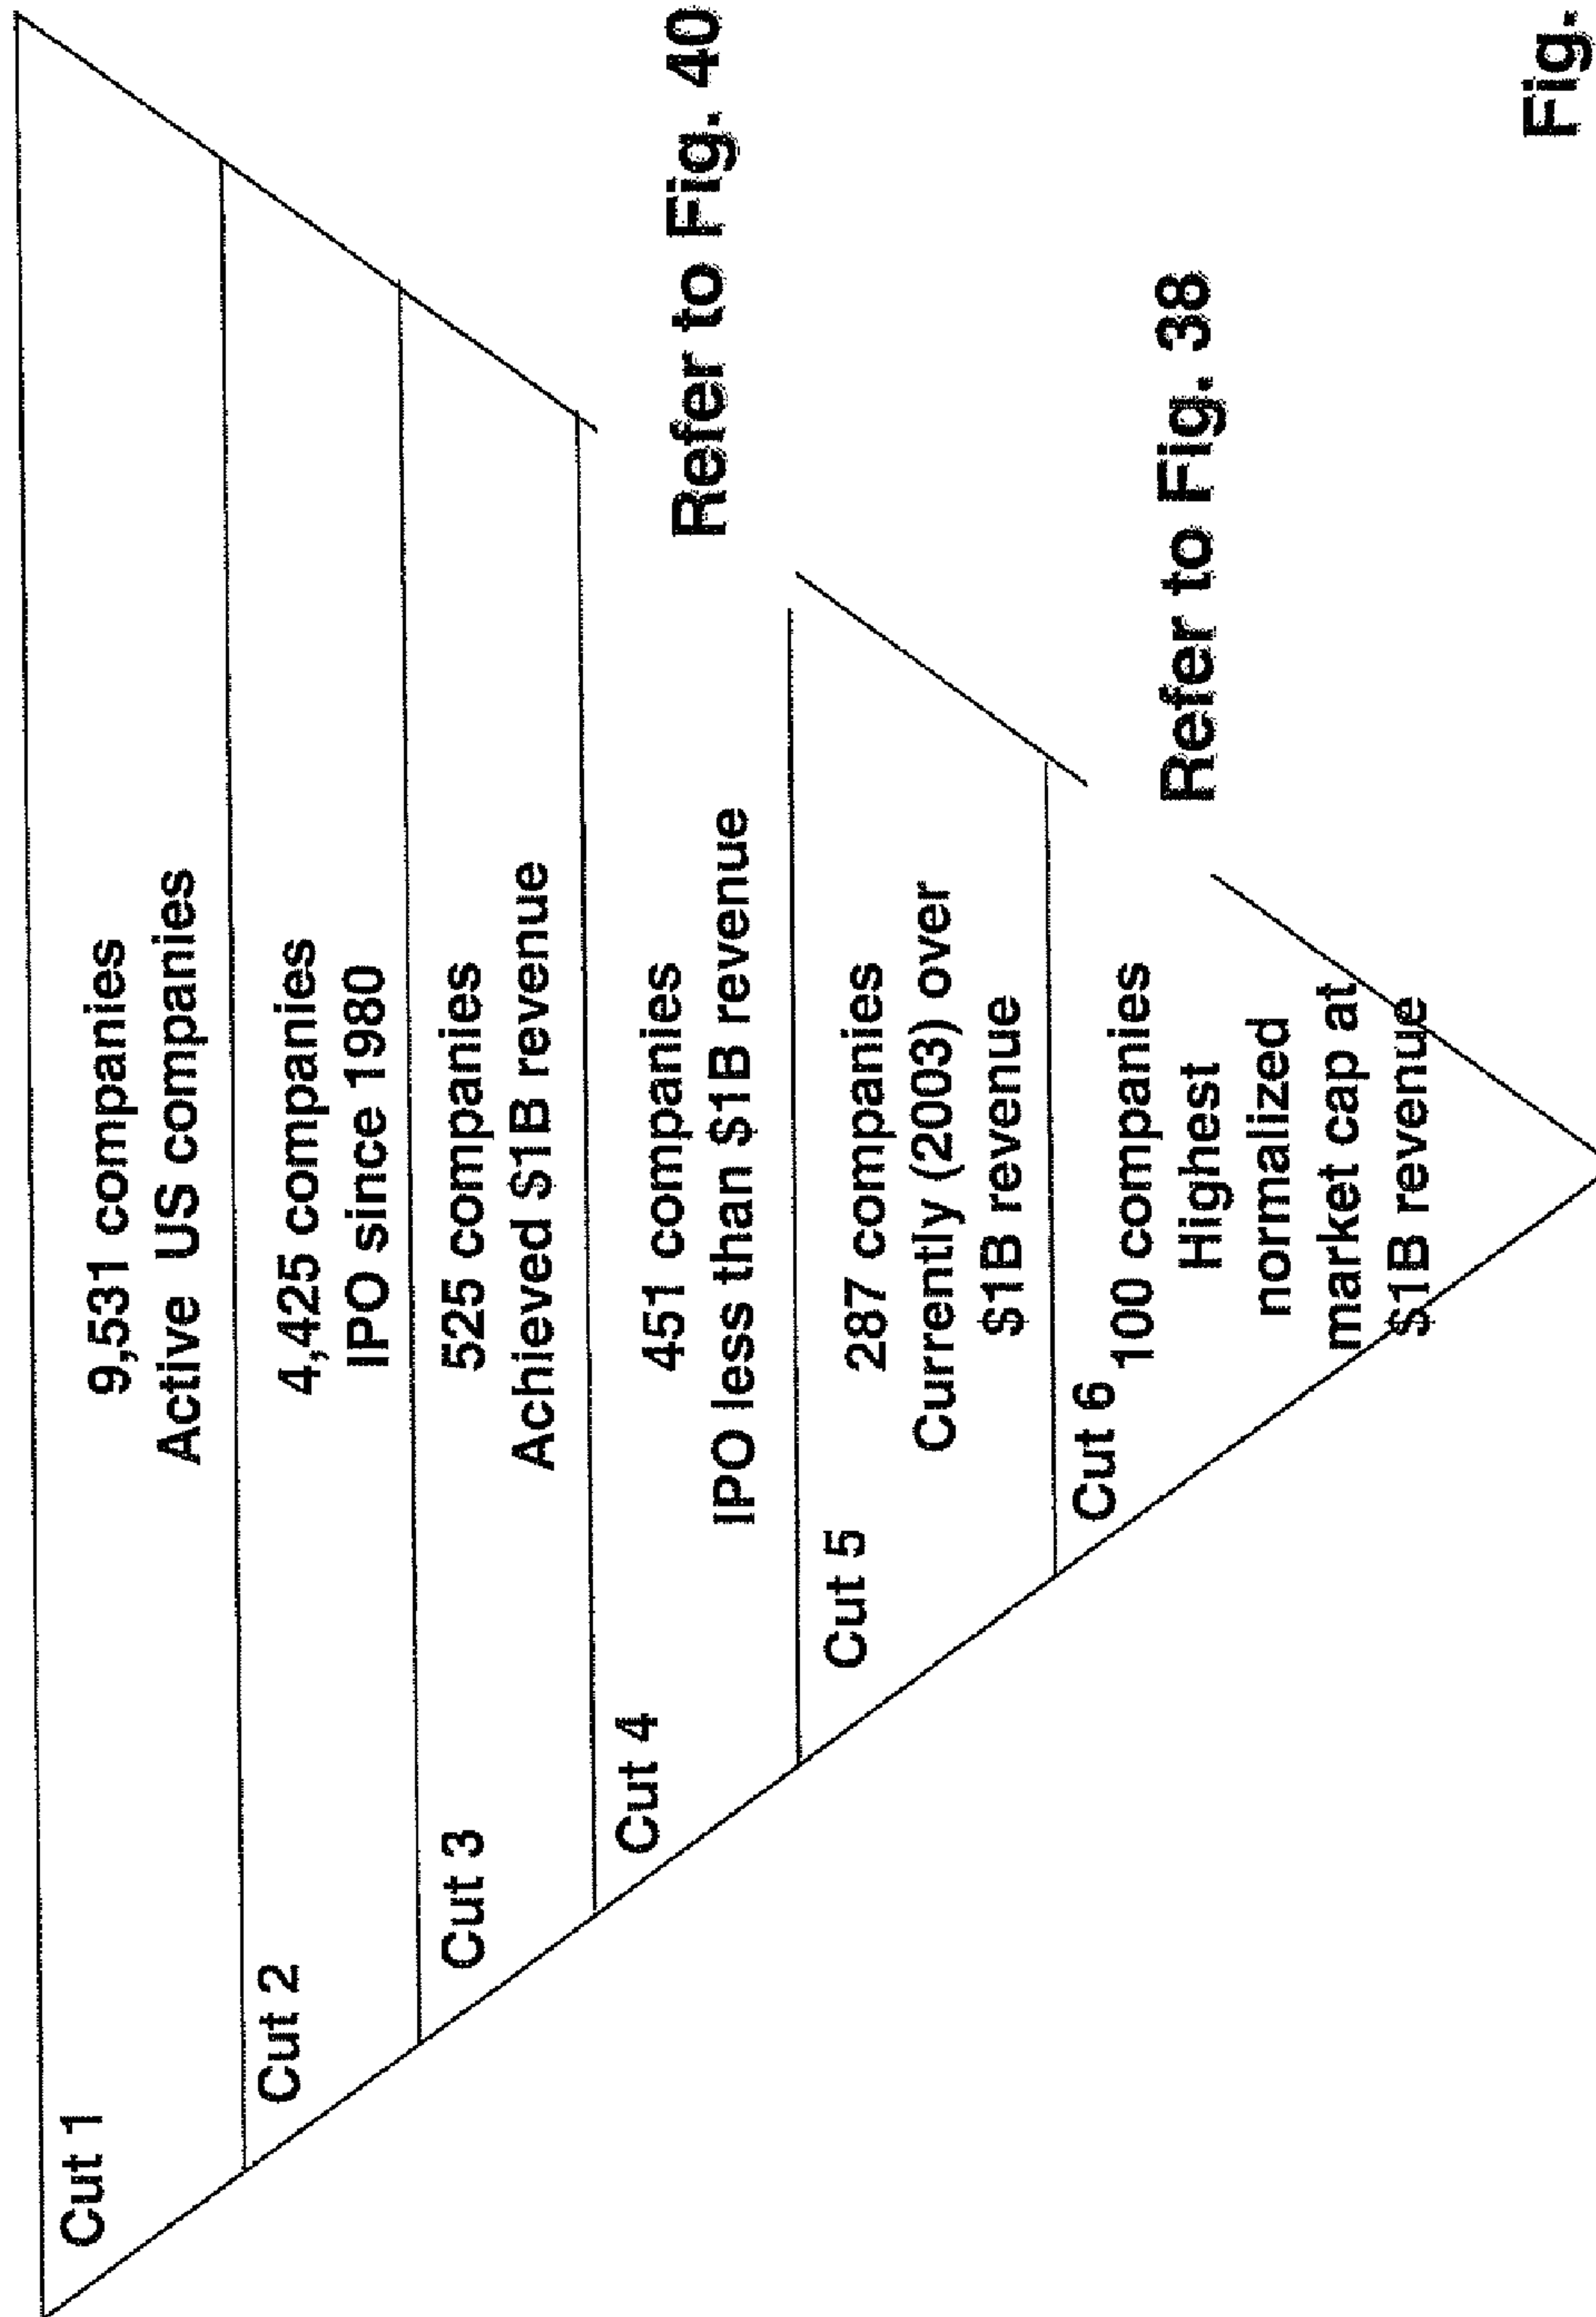 Cut 1
9,531 companies
Active US companies
Cut 2
4,425 companies
IPO since 1980
Cut 3
525 companies
Achieved $1B revenue
Cut 4
451 companies
IPO less than $1B revenue
Refer to Fig. 40
Cut 5
287 companies
Currently (2003) over
$1B revenue
Cut 6
100 companies
Highest
normalized
market cap at
$1B revenue
Refer to Fig. 38
Fig.